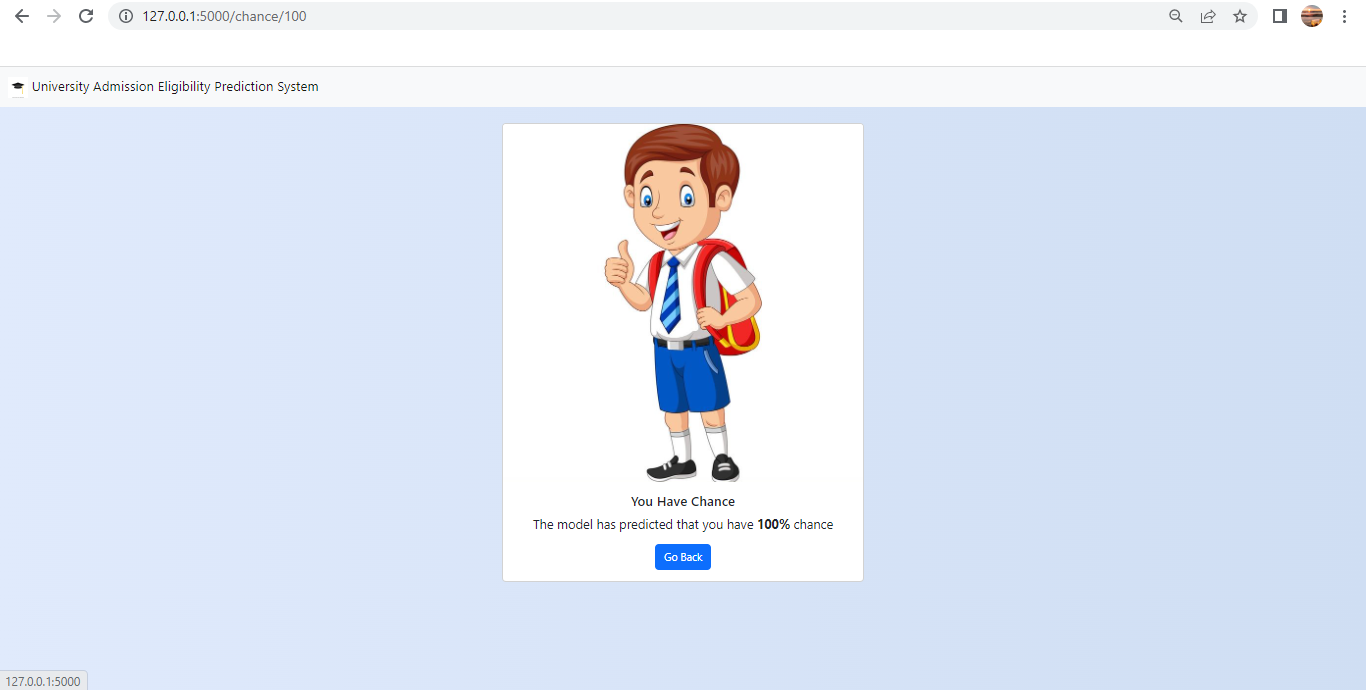 127.0.0.1:5000/chance/100
University Admission Eligibility Prediction System
You Have Chance
The model has predicted that you have 100% chance
Go Back
127.0.0.1:5000